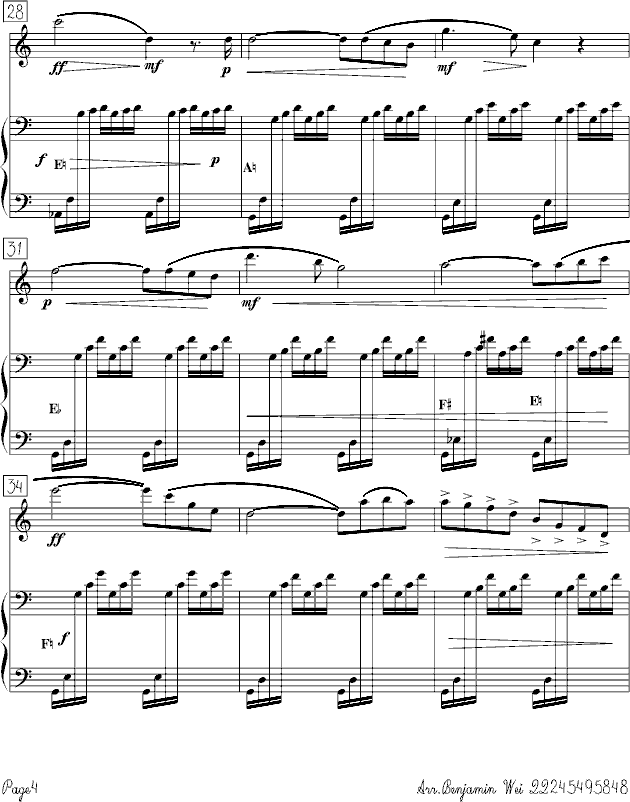 28
ff mf p mf
f E♮ p A♮
31
p mf
E♭ F♯ E♮
34
ff
F♮ f
Page4 Arr.Benjamin Wei 22245495848